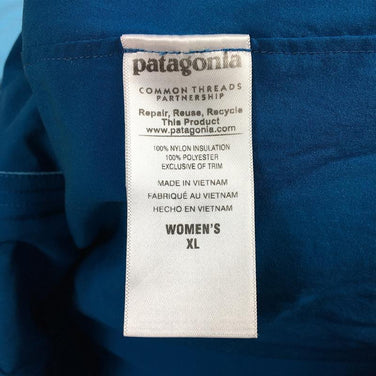 patagonia
COMMON THREADS
PARTNERSHIP
Repair, Reuse, Recycle
This Product
www.patagonia.com
100% NYLON INSULATION
100% POLYESTER
EXCLUSIVE OF TRIM
MADE IN VIETNAM
FABRIQUÉ AU VIETNAM
HECHO EN VIETNAM
WOMEN'S
XL